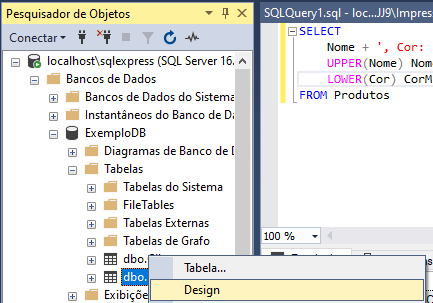 Pesquisador de Objetos
Conectar
localhost\sqlexpress (SQL Server 16.
Bancos de Dados
Bancos de Dados do Sistema
Instantâneos do Banco de Da
ExemploDB
Diagramas de Banco de D
Tabelas
Tabelas do Sistema
FileTables
Tabelas Externas
Tabelas de Grafo
dbo.
dbo.
Exibições
Tabela...
Design
SQLQuery1.sql - loc...JJ9\Impres
SELECT
Nome + ', Cor:
UPPER(Nome) Nome
LOWER(Cor) CorM
FROM Produtos
100 %